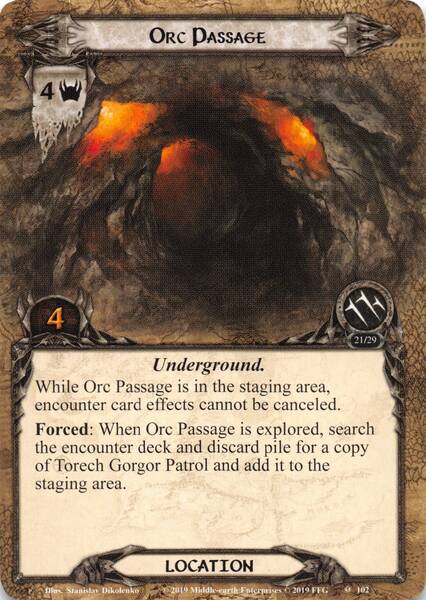 Orc Passage
4
4
21/29
Underground.
While Orc Passage is in the staging area,
encounter card effects cannot be canceled.
Forced: When Orc Passage is explored, search
the encounter deck and discard pile for a copy
of Torech Gorgor Patrol and add it to the
staging area.
LOCATION
Illus. Stanislav Dikolenko ©2019 Middle-earth Enterprises ©2019 FFG 102